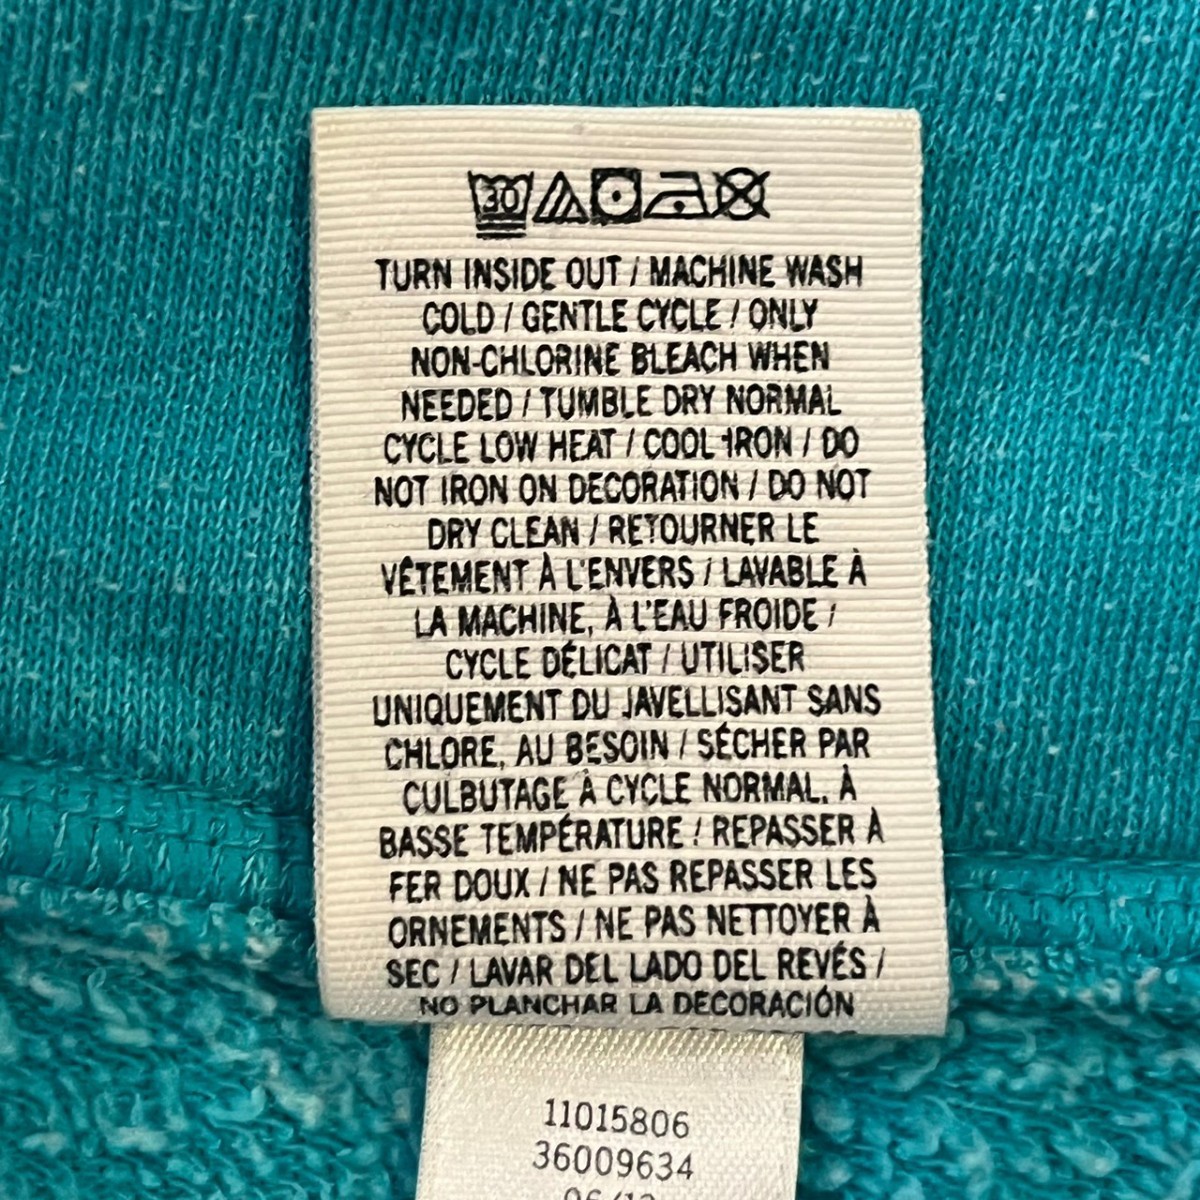 30
TURN INSIDE OUT / MACHINE WASH
COLD / GENTLE CYCLE / ONLY
NON-CHLORINE BLEACH WHEN
NEEDED / TUMBLE DRY NORMAL
CYCLE LOW HEAT / COOL IRON / DO
NOT IRON ON DECORATION / DO NOT
DRY CLEAN / RETOURNER LE
VÊTEMENT À L'ENVERS / LAVABLE À
LA MACHINE, À L'EAU FROIDE /
CYCLE DÉLICAT / UTILISER
UNIQUEMENT DU JAVELLISANT SANS
CHLORE, AU BESOIN / SÉCHER PAR
CULBUTAGE À CYCLE NORMAL, À
BASSE TEMPÉRATURE / REPASSER À
FER DOUX / NE PAS REPASSER LES
ORNEMENTS / NE PAS NETTOYER À
SEC / LAVAR DEL LADO DEL REVÉS /
NO PLANCHAR LA DECORACIÓN
11015806
36009634